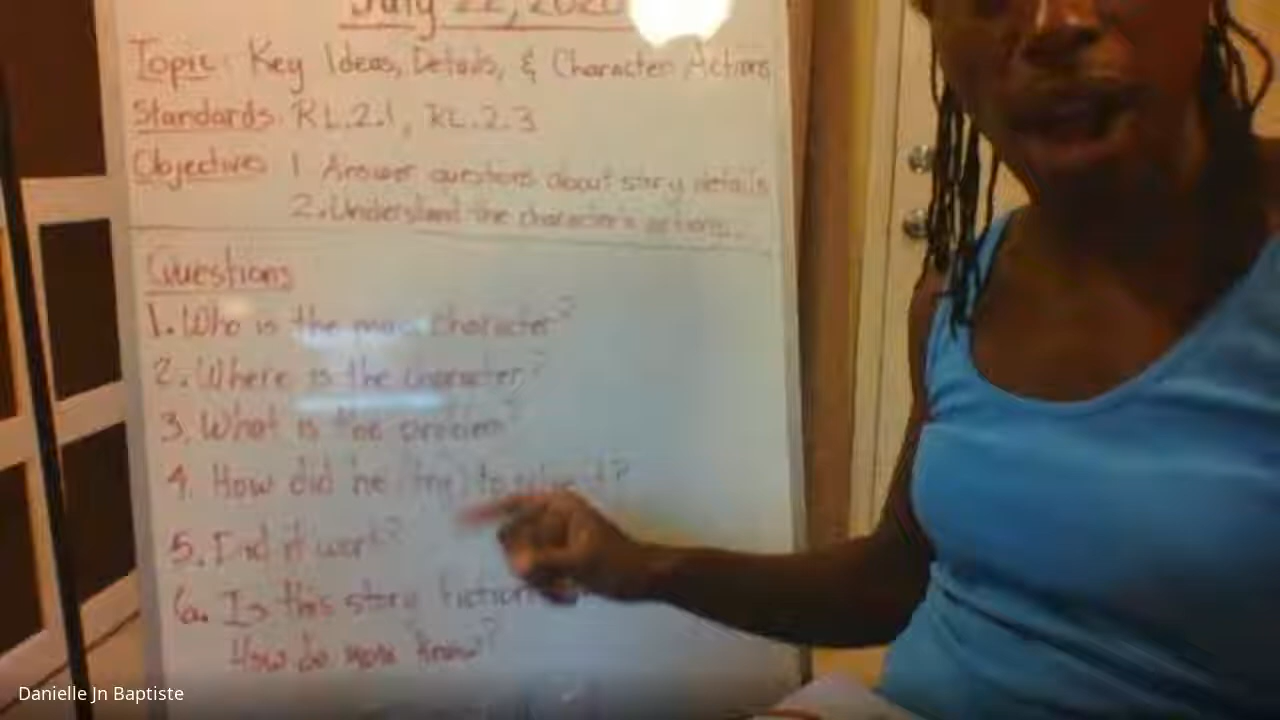 July 22, 2020
Topic: Key Ideas, Details, & Character Actions
Standards: RL.2.1, RL.2.3
Objectives 1 Answer questions about story details
2. Understand the character's actions.
Questions
1. Who is the main character?
2. Where is the character?
3. What is the problem?
4. How did he (try) to solve it?
5. Did it work?
6a. Is this story fiction
How do you know?
Danielle Jn Baptiste